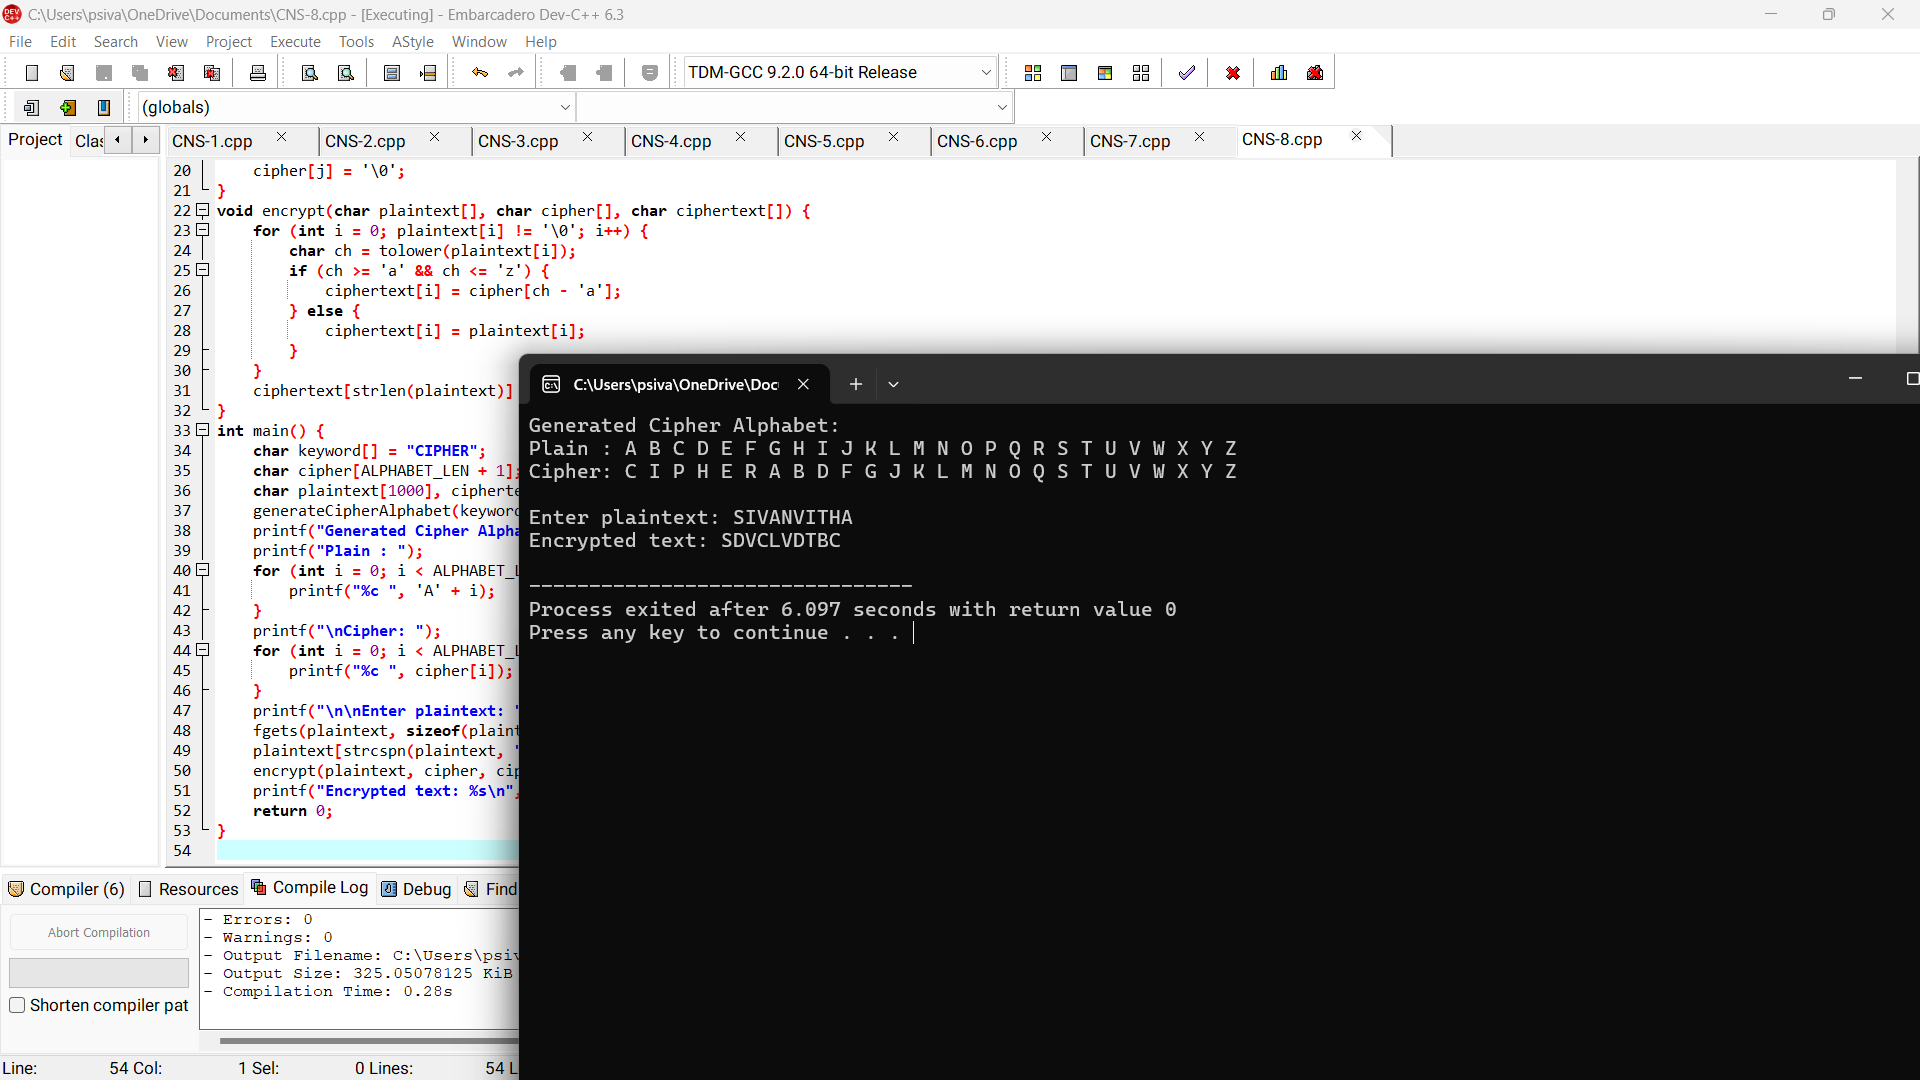 C:\Users\psiva\OneDrive\Documents\CNS-8.cpp - [Executing] - Embarcadero Dev-C++ 6.3
File Edit Search View Project Execute Tools AStyle Window Help
TDM-GCC 9.2.0 64-bit Release
(globals)
Project Clas
CNS-1.cpp CNS-2.cpp CNS-3.cpp CNS-4.cpp CNS-5.cpp CNS-6.cpp CNS-7.cpp CNS-8.cpp
20 cipher[j] = '\0';
21 }
22 void encrypt(char plaintext[], char cipher[], char ciphertext[]) {
23 for (int i = 0; plaintext[i] != '\0'; i++) {
24 char ch = tolower(plaintext[i]);
25 if (ch >= 'a' && ch <= 'z') {
26 ciphertext[i] = cipher[ch - 'a'];
27 } else {
28 ciphertext[i] = plaintext[i];
29 }
30 }
31 ciphertext[strlen(plaintext)]
32 }
33 int main() {
34 char keyword[] = "CIPHER";
35 char cipher[ALPHABET_LEN + 1];
36 char plaintext[1000], cipherte
37 generateCipherAlphabet(keyword
38 printf("Generated Cipher Alpha
39 printf("Plain : ");
40 for (int i = 0; i < ALPHABET_L
41 printf("%c ", 'A' + i);
42 }
43 printf("\nCipher: ");
44 for (int i = 0; i < ALPHABET_L
45 printf("%c ", cipher[i]);
46 }
47 printf("\n\nEnter plaintext: "
48 fgets(plaintext, sizeof(plaint
49 plaintext[strcspn(plaintext, "
50 encrypt(plaintext, cipher, cip
51 printf("Encrypted text: %s\n",
52 return 0;
53 }
54
C:\Users\psiva\OneDrive\Doc
Generated Cipher Alphabet:
Plain : A B C D E F G H I J K L M N O P Q R S T U V W X Y Z
Cipher: C I P H E R A B D F G J K L M N O Q S T U V W X Y Z
Enter plaintext: SIVANVITHA
Encrypted text: SDVCLVDTBC
--------------------------------
Process exited after 6.097 seconds with return value 0
Press any key to continue . . .
Compiler (6) Resources Compile Log Debug Find
Abort Compilation
Shorten compiler pat
- Errors: 0
- Warnings: 0
- Output Filename: C:\Users\psiv
- Output Size: 325.05078125 KiB
- Compilation Time: 0.28s
Line: 54 Col: 1 Sel: 0 Lines: 54 L